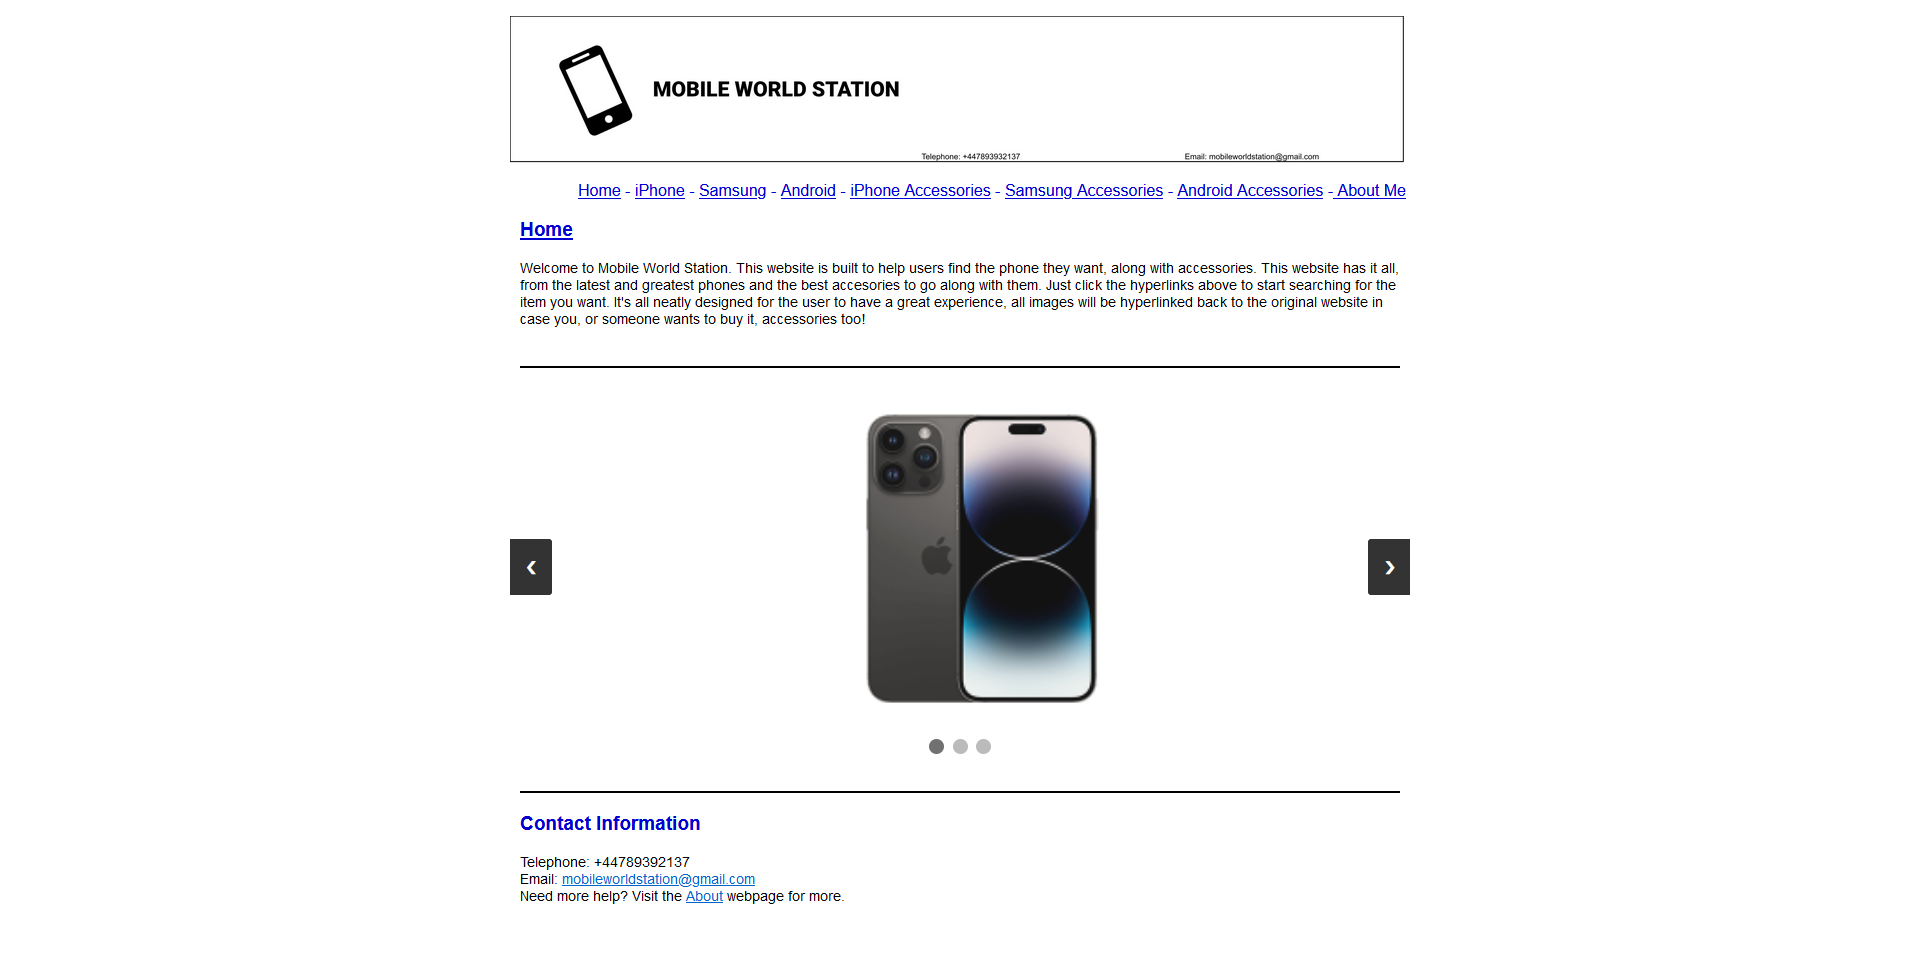 MOBILE WORLD STATION
Telephone: +447893932137 Email: mobileworldstation@gmail.com
Home - iPhone - Samsung - Android - iPhone Accessories - Samsung Accessories - Android Accessories - About Me
Home
Welcome to Mobile World Station. This website is built to help users find the phone they want, along with accessories. This website has it all,
from the latest and greatest phones and the best accesories to go along with them. Just click the hyperlinks above to start searching for the
item you want. It's all neatly designed for the user to have a great experience, all images will be hyperlinked back to the original website in
case you, or someone wants to buy it, accessories too!
❮ ❯
Contact Information
Telephone: +44789392137
Email: mobileworldstation@gmail.com
Need more help? Visit the About webpage for more.